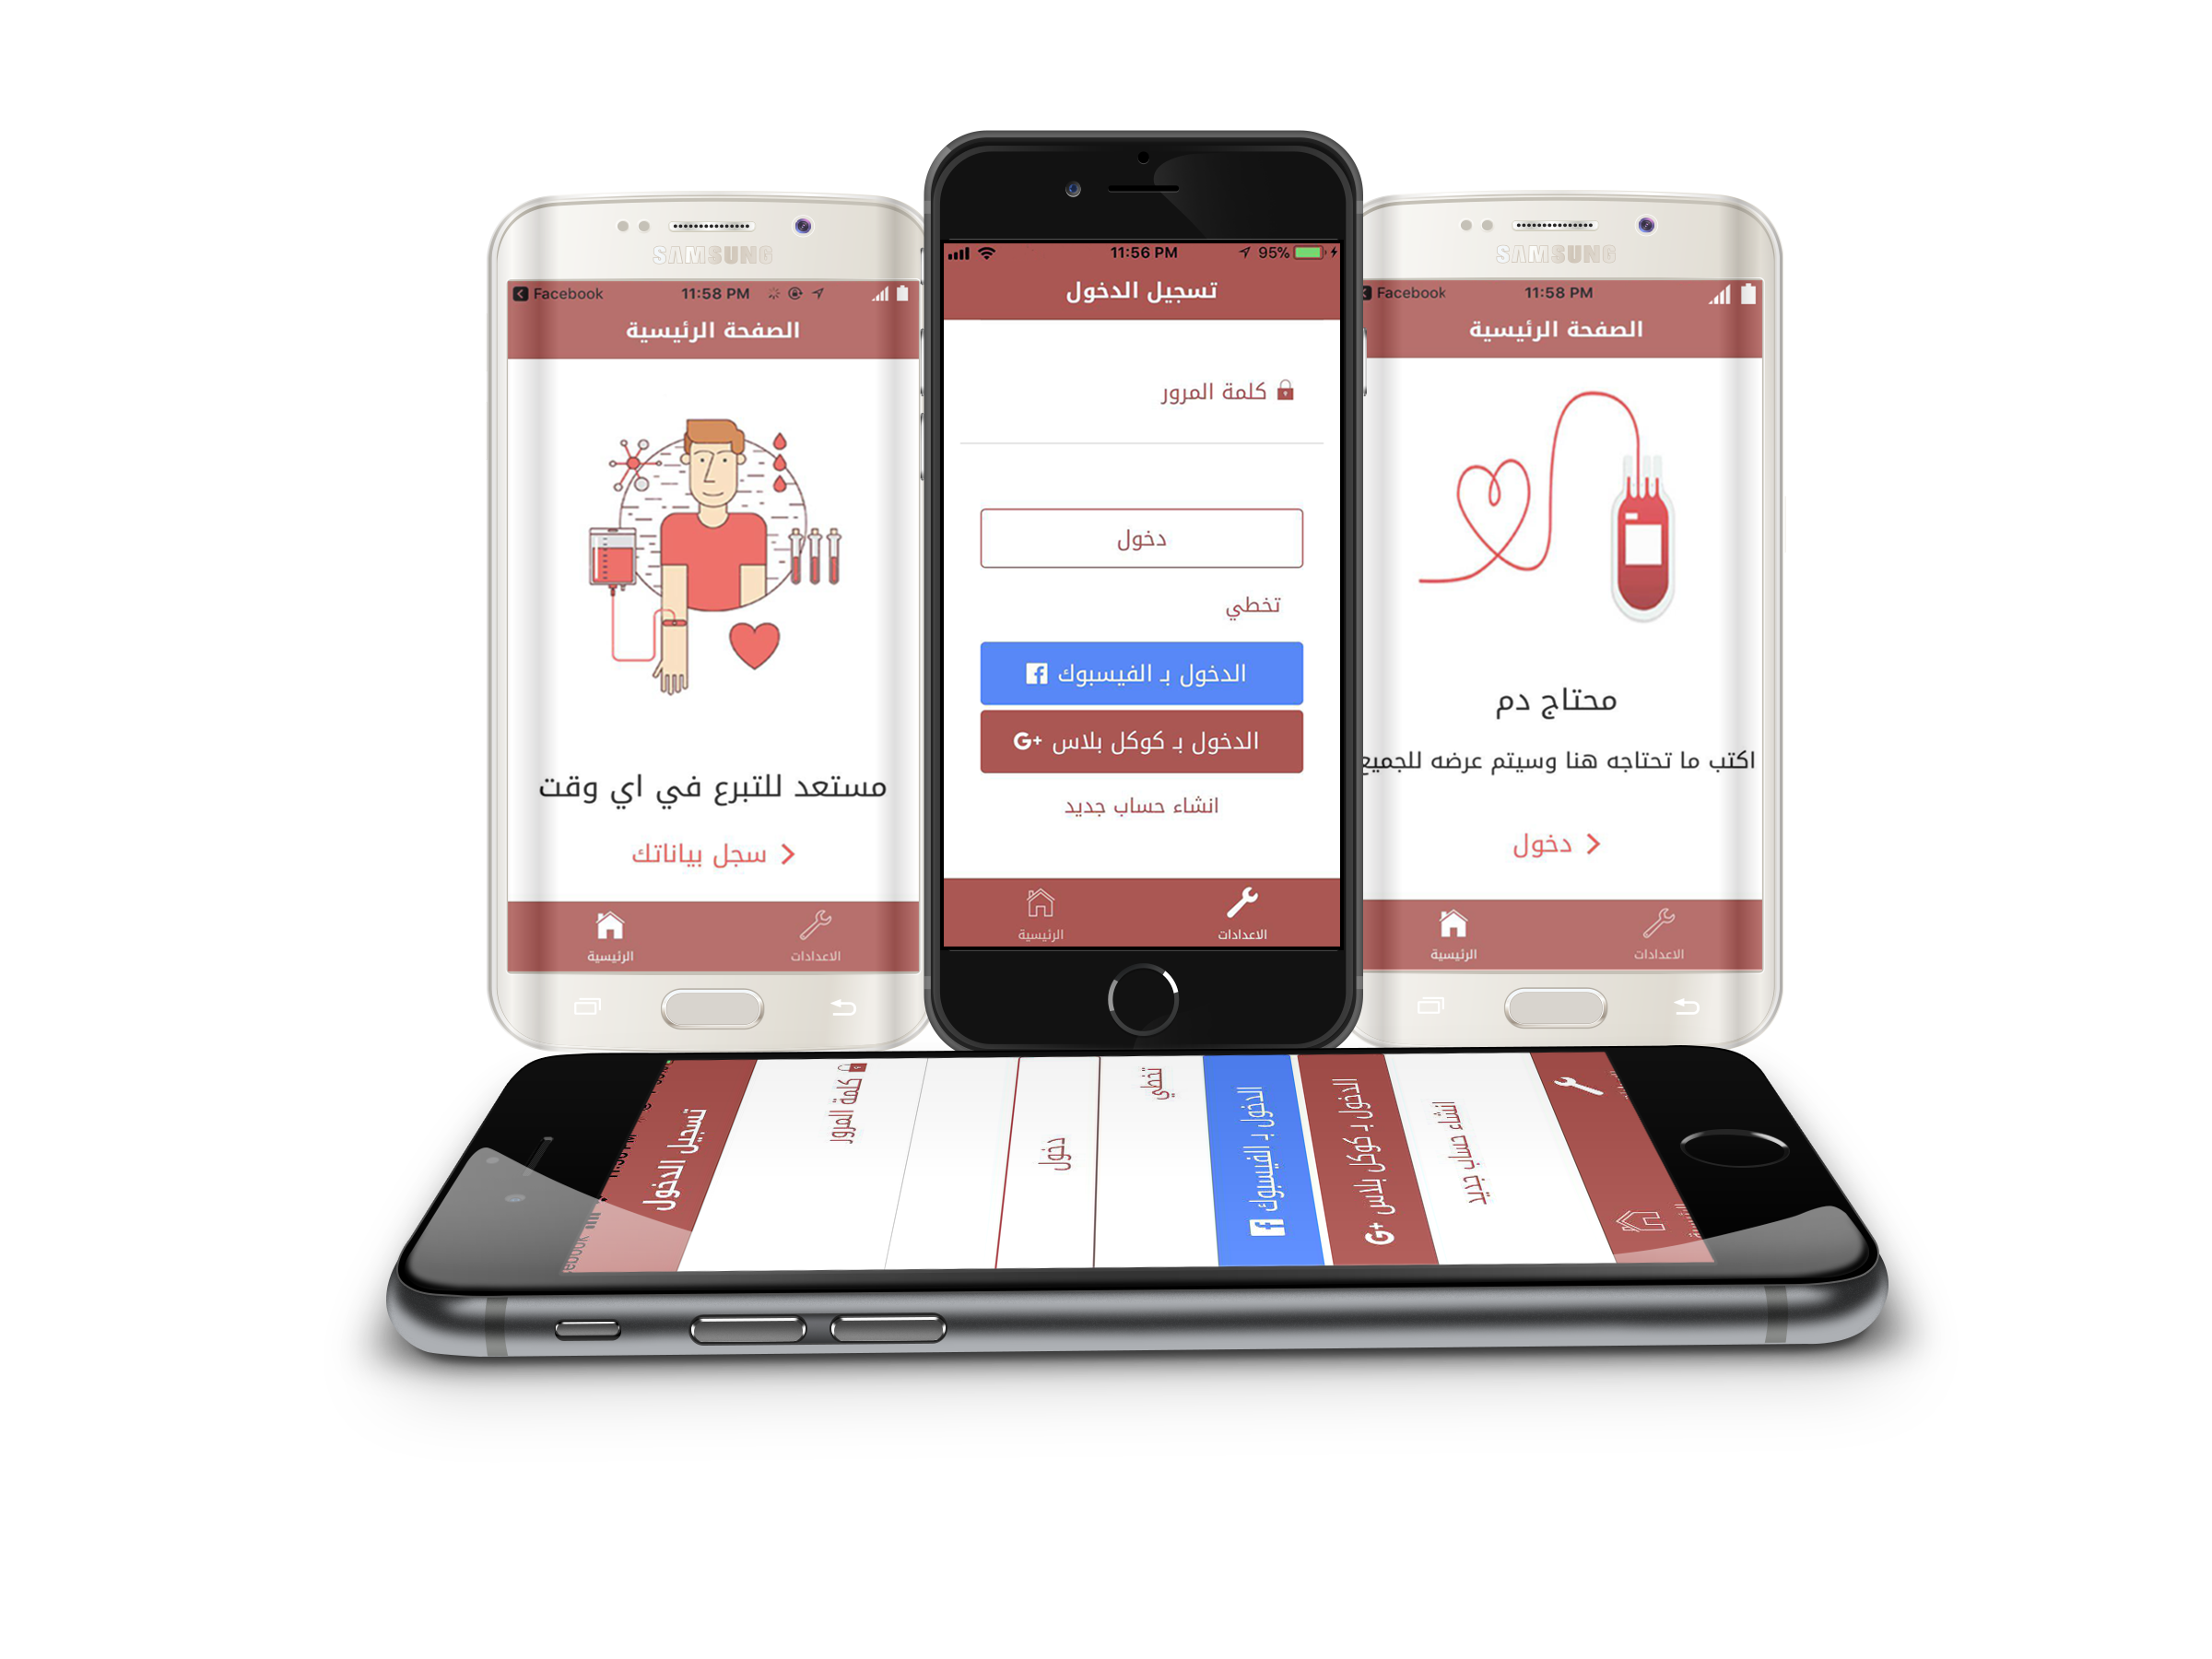 SAMSUNG
Facebook 11:58 PM
الصفحة الرئيسية
مستعد للتبرع في اي وقت
سجل بياناتك
الرئيسية
الاعدادات
11:56 PM 95%
تسجيل الدخول
كلمة المرور
دخول
تخطي
الدخول بـ الفيسبوك
الدخول بـ كوكل بلاس G+
انشاء حساب جديد
الرئيسية
الاعدادات
SAMSUNG
Facebook 11:58 PM
الصفحة الرئيسية
محتاج دم
اكتب ما تحتاجه هنا وسيتم عرضه للجميع
دخول
الرئيسية
الاعدادات
تسجيل الدخول
كلمة المرور
دخول
تخطي
الدخول بـ الفيسبوك
الدخول بـ كوكل بلاس G+
انشاء حساب جديد